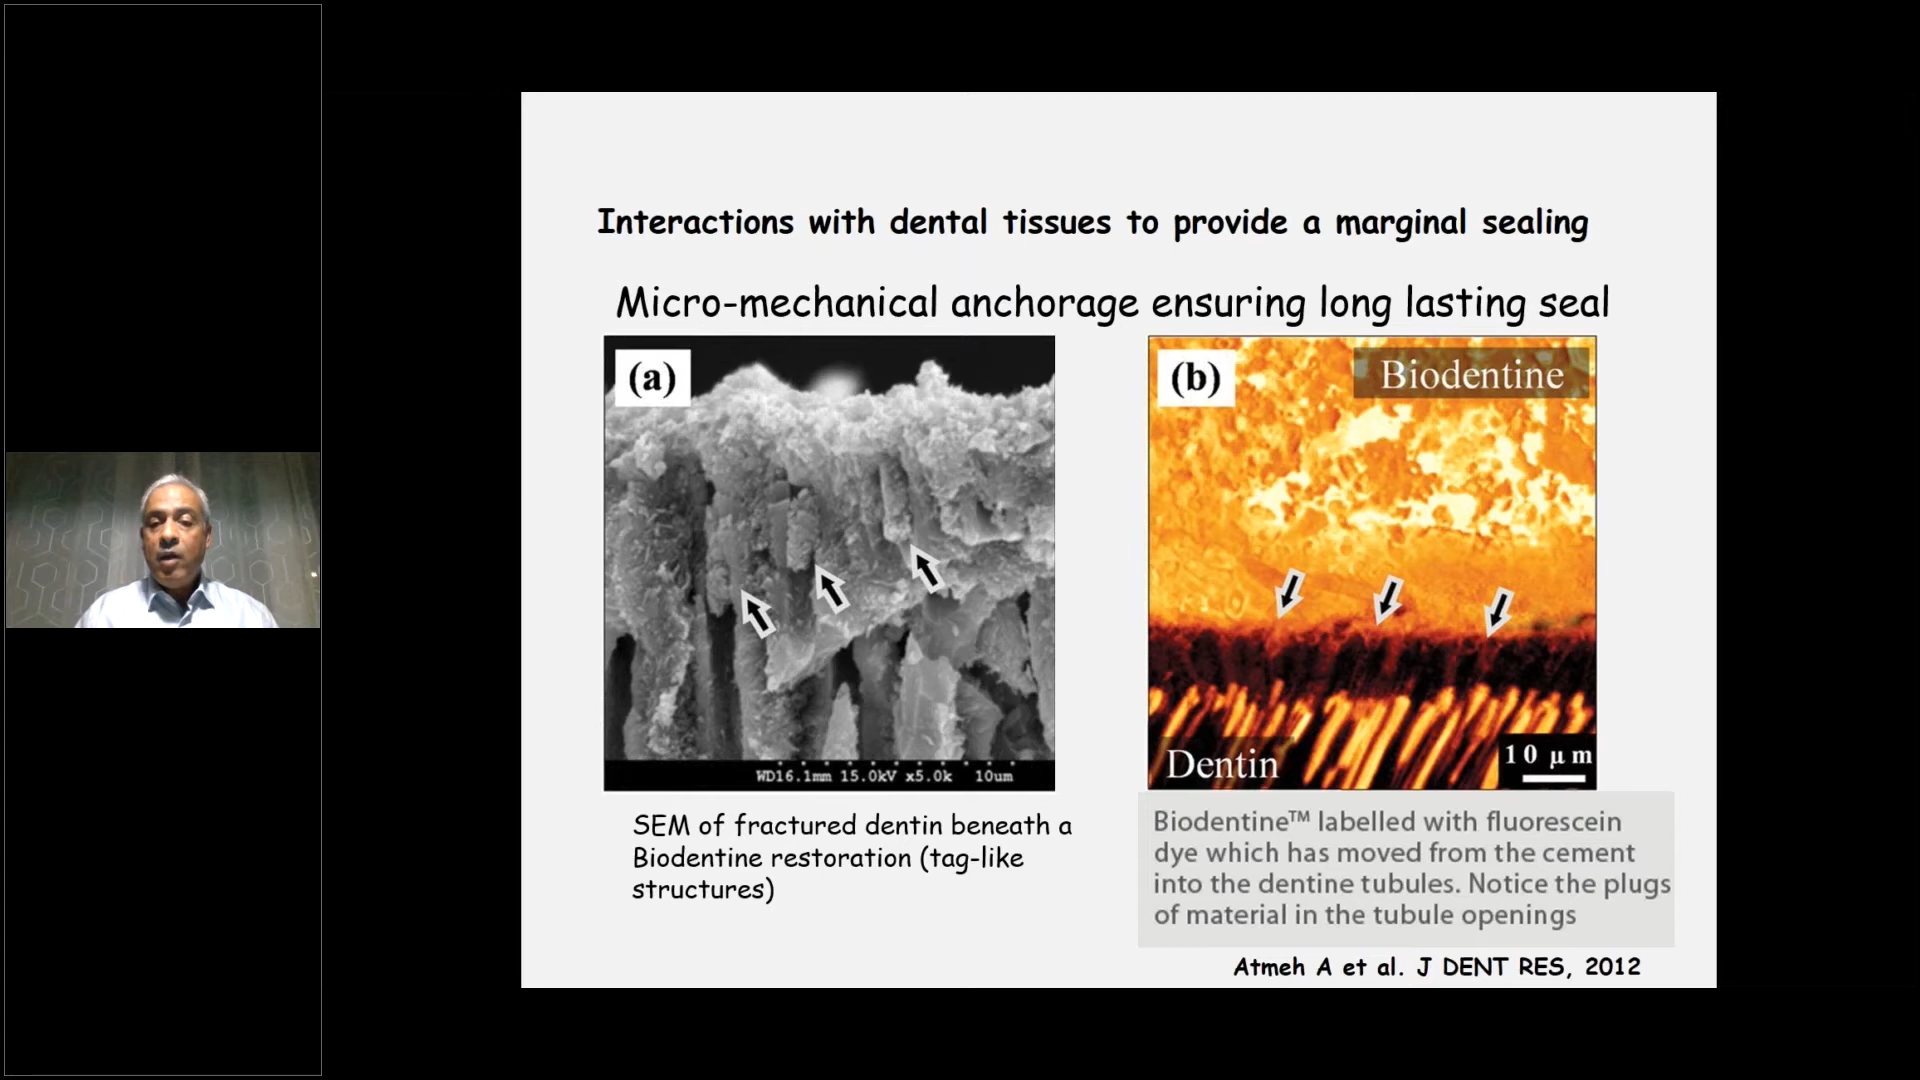 Interactions with dental tissues to provide a marginal sealing
Micro-mechanical anchorage ensuring long lasting seal
(a)
WD16.1mm 15.0kV x5.0k 10um
SEM of fractured dentin beneath a
Biodentine restoration (tag-like
structures)
(b)
Biodentine
Dentin
10 µm
Biodentine™ labelled with fluorescein
dye which has moved from the cement
into the dentine tubules. Notice the plugs
of material in the tubule openings
Atmeh A et al. J DENT RES, 2012